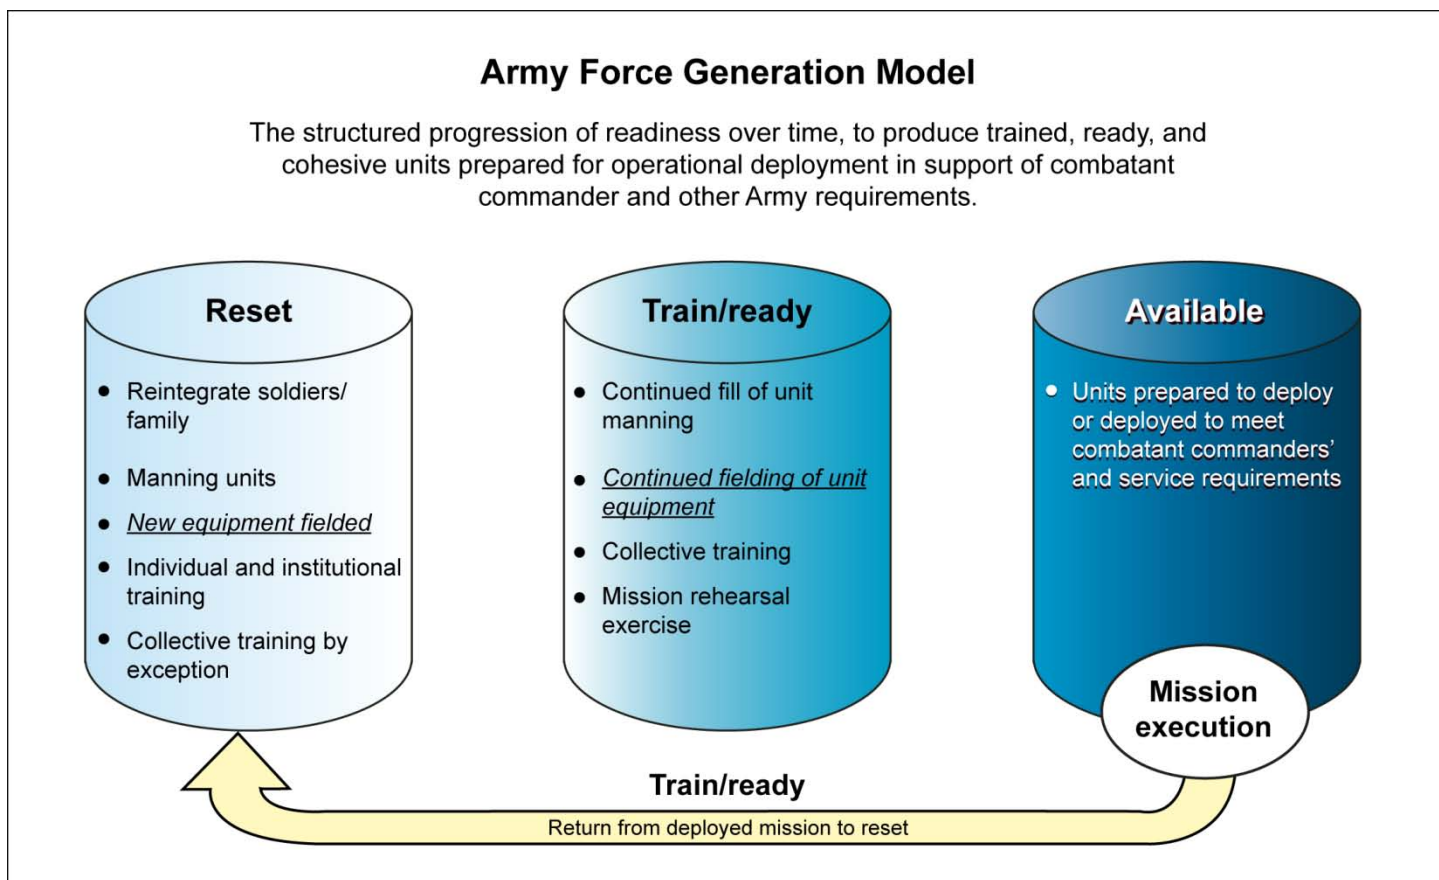 Army Force Generation Model
The structured progression of readiness over time, to produce trained, ready, and
cohesive units prepared for operational deployment in support of combatant
commander and other Army requirements.
Reset
● Reintegrate soldiers/
family
● Manning units
● New equipment fielded
● Individual and institutional
training
● Collective training by
exception
Train/ready
● Continued fill of unit
manning
● Continued fielding of unit
equipment
● Collective training
● Mission rehearsal
exercise
Available
● Units prepared to deploy
or deployed to meet
combatant commanders'
and service requirements
Mission
execution
Train/ready
Return from deployed mission to reset